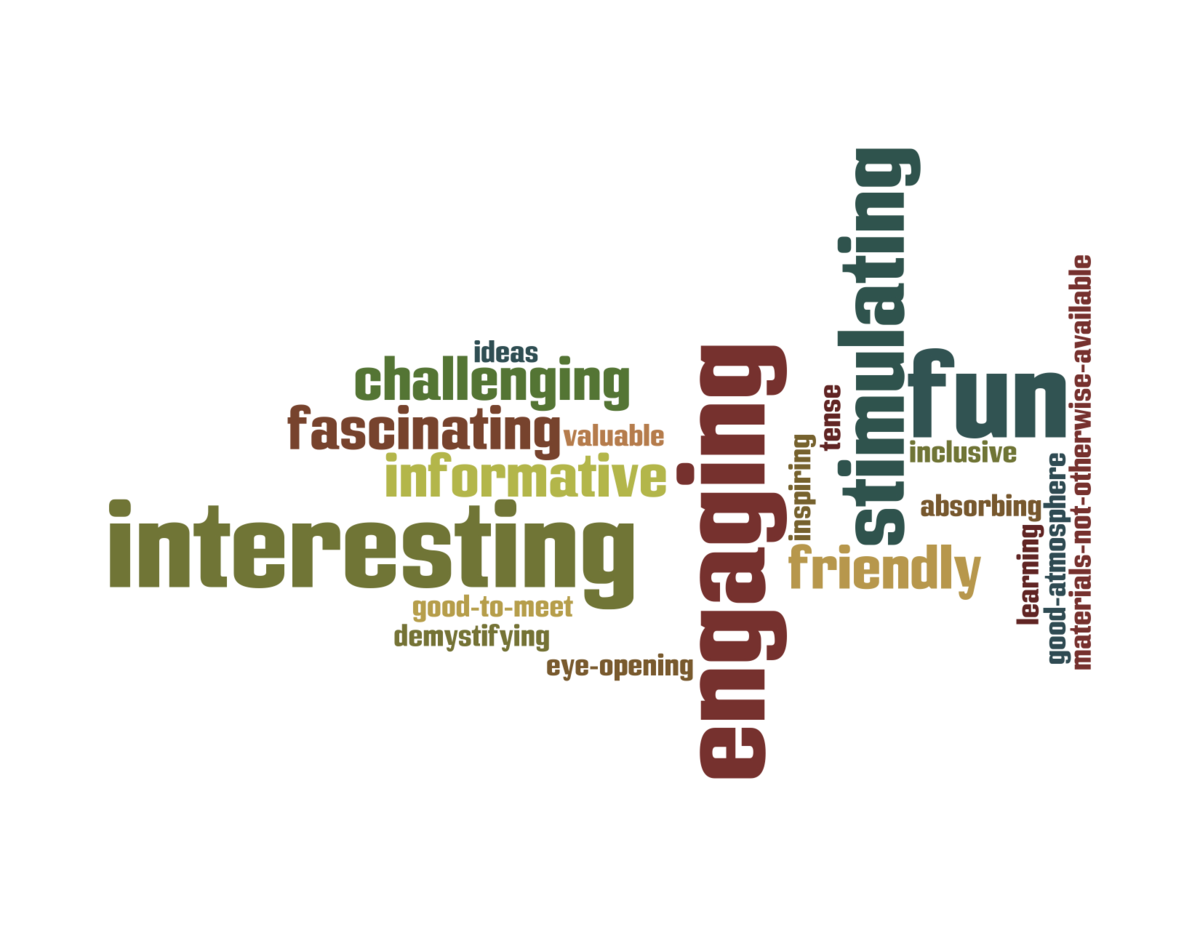 ideas
challenging
fascinating
valuable
informative
interesting
good-to-meet
demystifying
eye-opening
engaging
inspiring
tense
stimulating
fun
inclusive
absorbing
friendly
learning
good-atmosphere
materials-not-otherwise-available